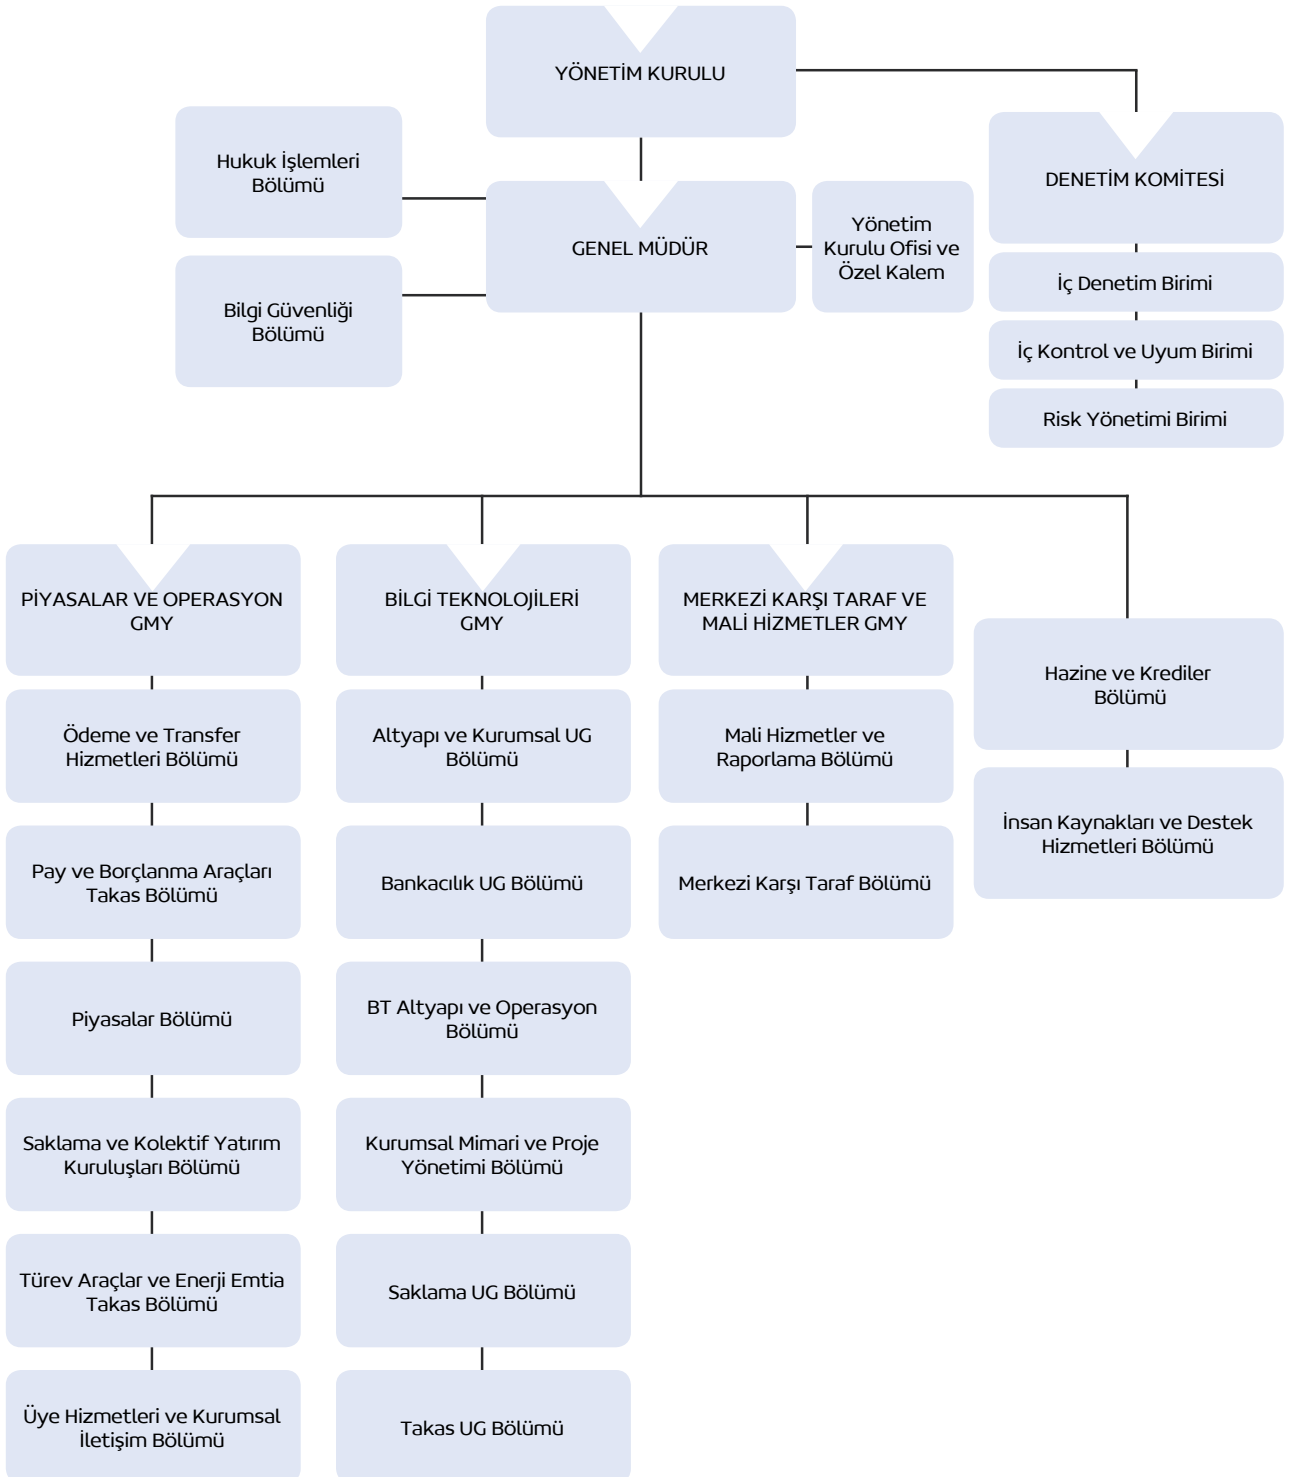 YÖNETİM KURULU
Hukuk İşlemleri
Bölümü
DENETİM KOMİTESİ
GENEL MÜDÜR
Yönetim
Kurulu Ofisi ve
Özel Kalem
Bilgi Güvenliği
Bölümü
İç Denetim Birimi
İç Kontrol ve Uyum Birimi
Risk Yönetimi Birimi
PİYASALAR VE OPERASYON
GMY
Ödeme ve Transfer
Hizmetleri Bölümü
Pay ve Borçlanma Araçları
Takas Bölümü
Piyasalar Bölümü
Saklama ve Kolektif Yatırım
Kuruluşları Bölümü
Türev Araçlar ve Enerji Emtia
Takas Bölümü
Üye Hizmetleri ve Kurumsal
İletişim Bölümü
BİLGİ TEKNOLOJİLERİ
GMY
Altyapı ve Kurumsal UG
Bölümü
Bankacılık UG Bölümü
BT Altyapı ve Operasyon
Bölümü
Kurumsal Mimari ve Proje
Yönetimi Bölümü
Saklama UG Bölümü
Takas UG Bölümü
MERKEZİ KARŞI TARAF VE
MALİ HİZMETLER GMY
Mali Hizmetler ve
Raporlama Bölümü
Merkezi Karşı Taraf Bölümü
Hazine ve Krediler
Bölümü
İnsan Kaynakları ve Destek
Hizmetleri Bölümü